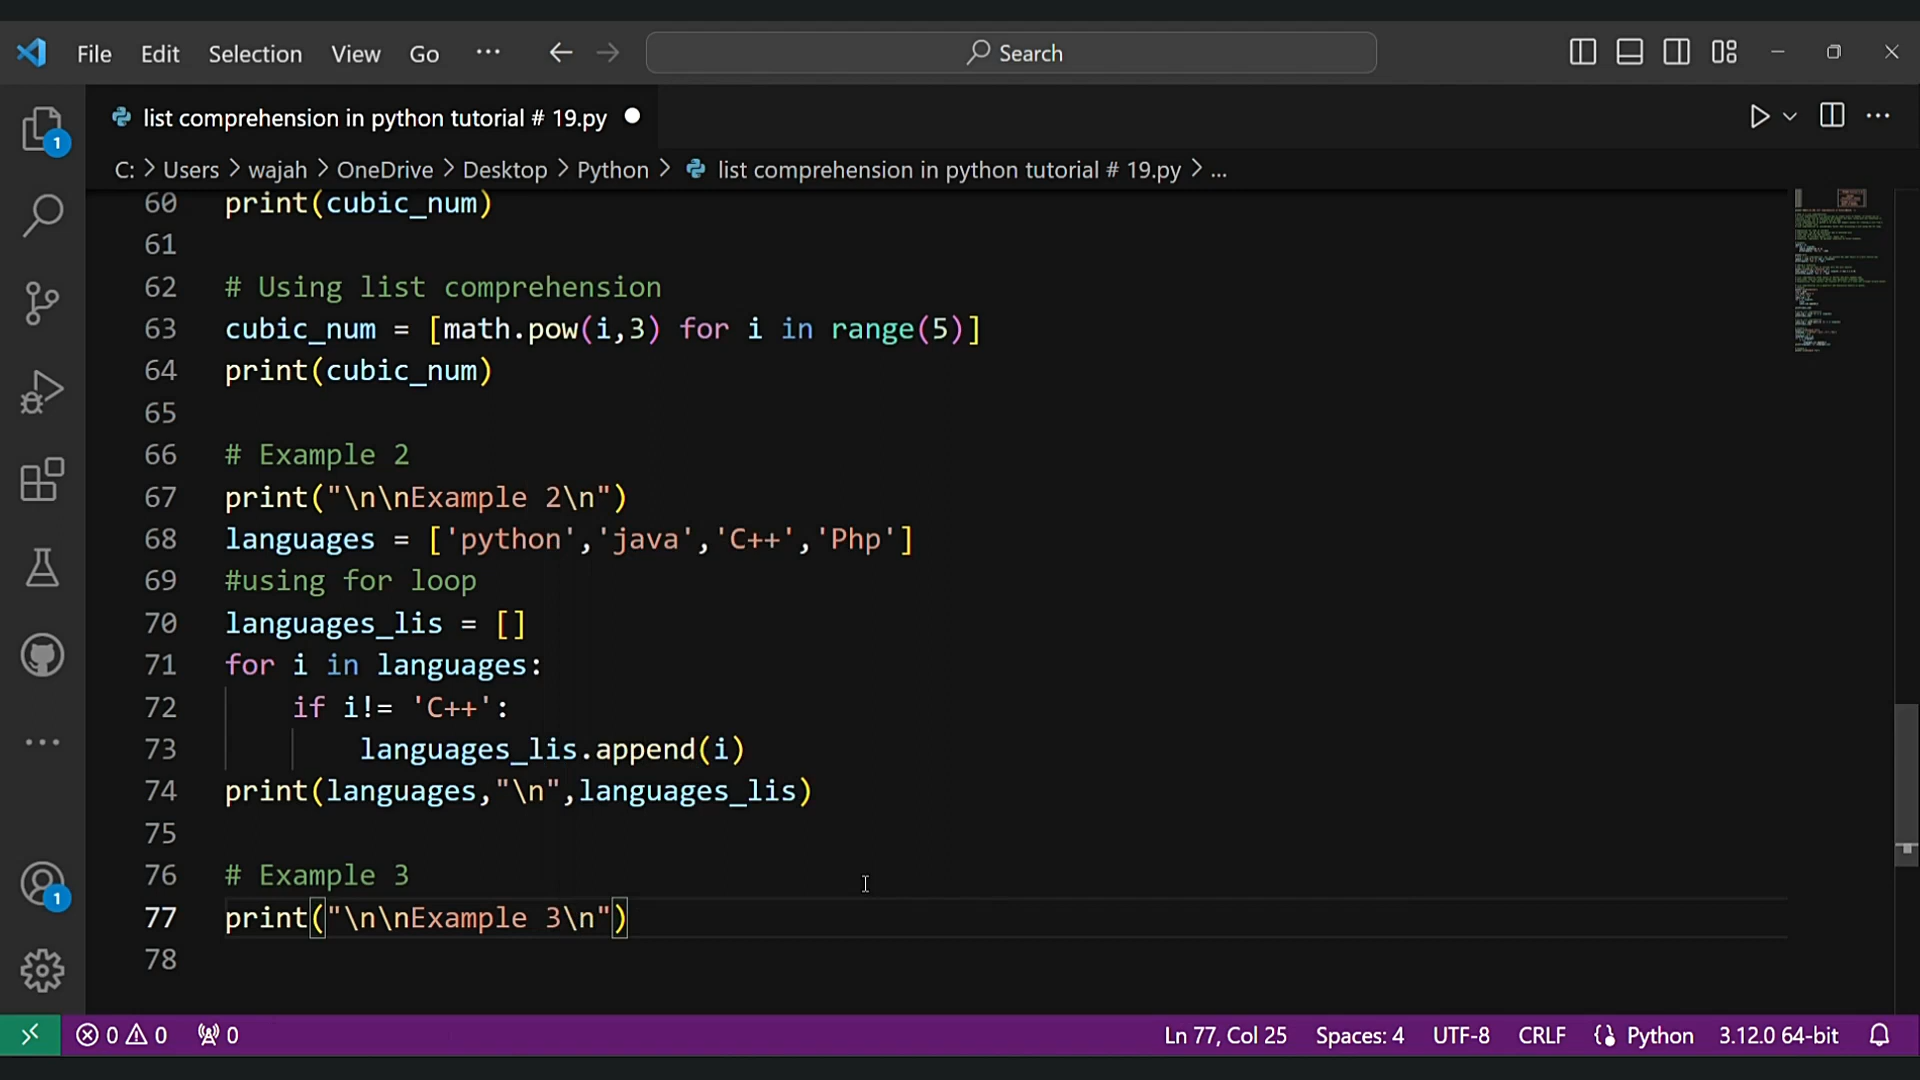 File Edit Selection View Go ... Search
1
list comprehension in python tutorial # 19.py
C: > Users > wajah > OneDrive > Desktop > Python > list comprehension in python tutorial # 19.py > ...
60 print(cubic_num)
61
62 # Using list comprehension
63 cubic_num = [math.pow(i,3) for i in range(5)]
64 print(cubic_num)
65
66 # Example 2
67 print("\n\nExample 2\n")
68 languages = ['python','java','C++','Php']
69 #using for loop
70 languages_lis = []
71 for i in languages:
72     if i!= 'C++':
73         languages_lis.append(i)
74 print(languages,"\n",languages_lis)
75
76 # Example 3
77 print("\n\nExample 3\n")
78
1
0 0 0 Ln 77, Col 25 Spaces: 4 UTF-8 CRLF Python 3.12.0 64-bit